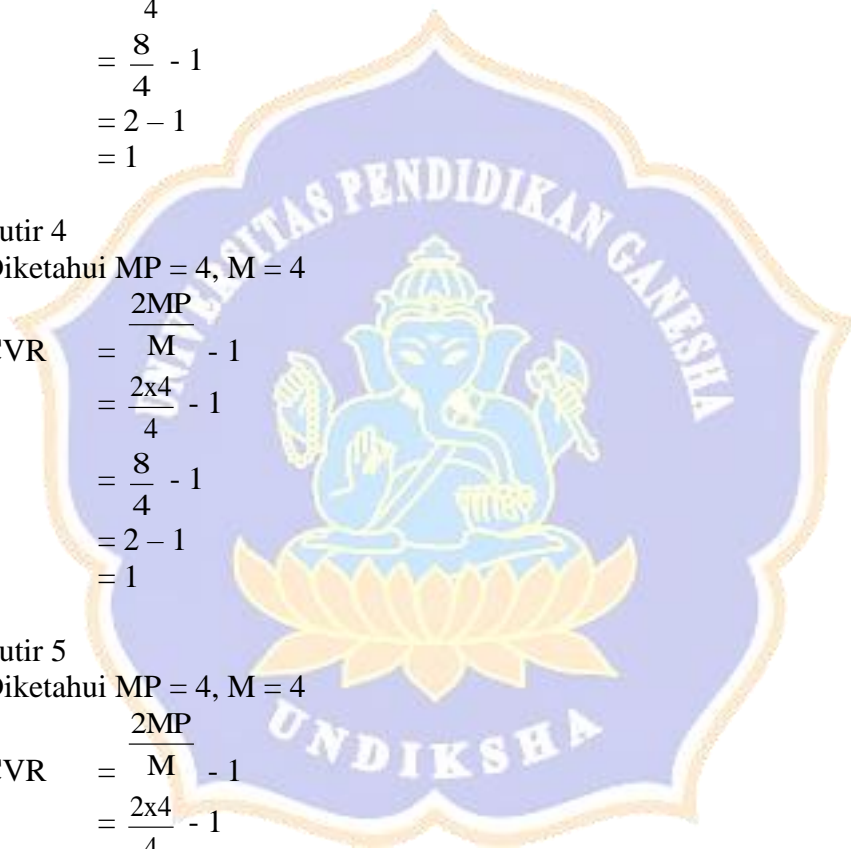 4
= 8/4 - 1
= 2 – 1
= 1
utir 4
Diketahui MP = 4, M = 4
CVR = 2MP/M - 1
= 2x4/4 - 1
= 8/4 - 1
= 2 – 1
= 1
utir 5
Diketahui MP = 4, M = 4
CVR = 2MP/M - 1
= 2x4/4 - 1
UNIVERSITAS PENDIDIKAN GANESHA
UNDIKSHA